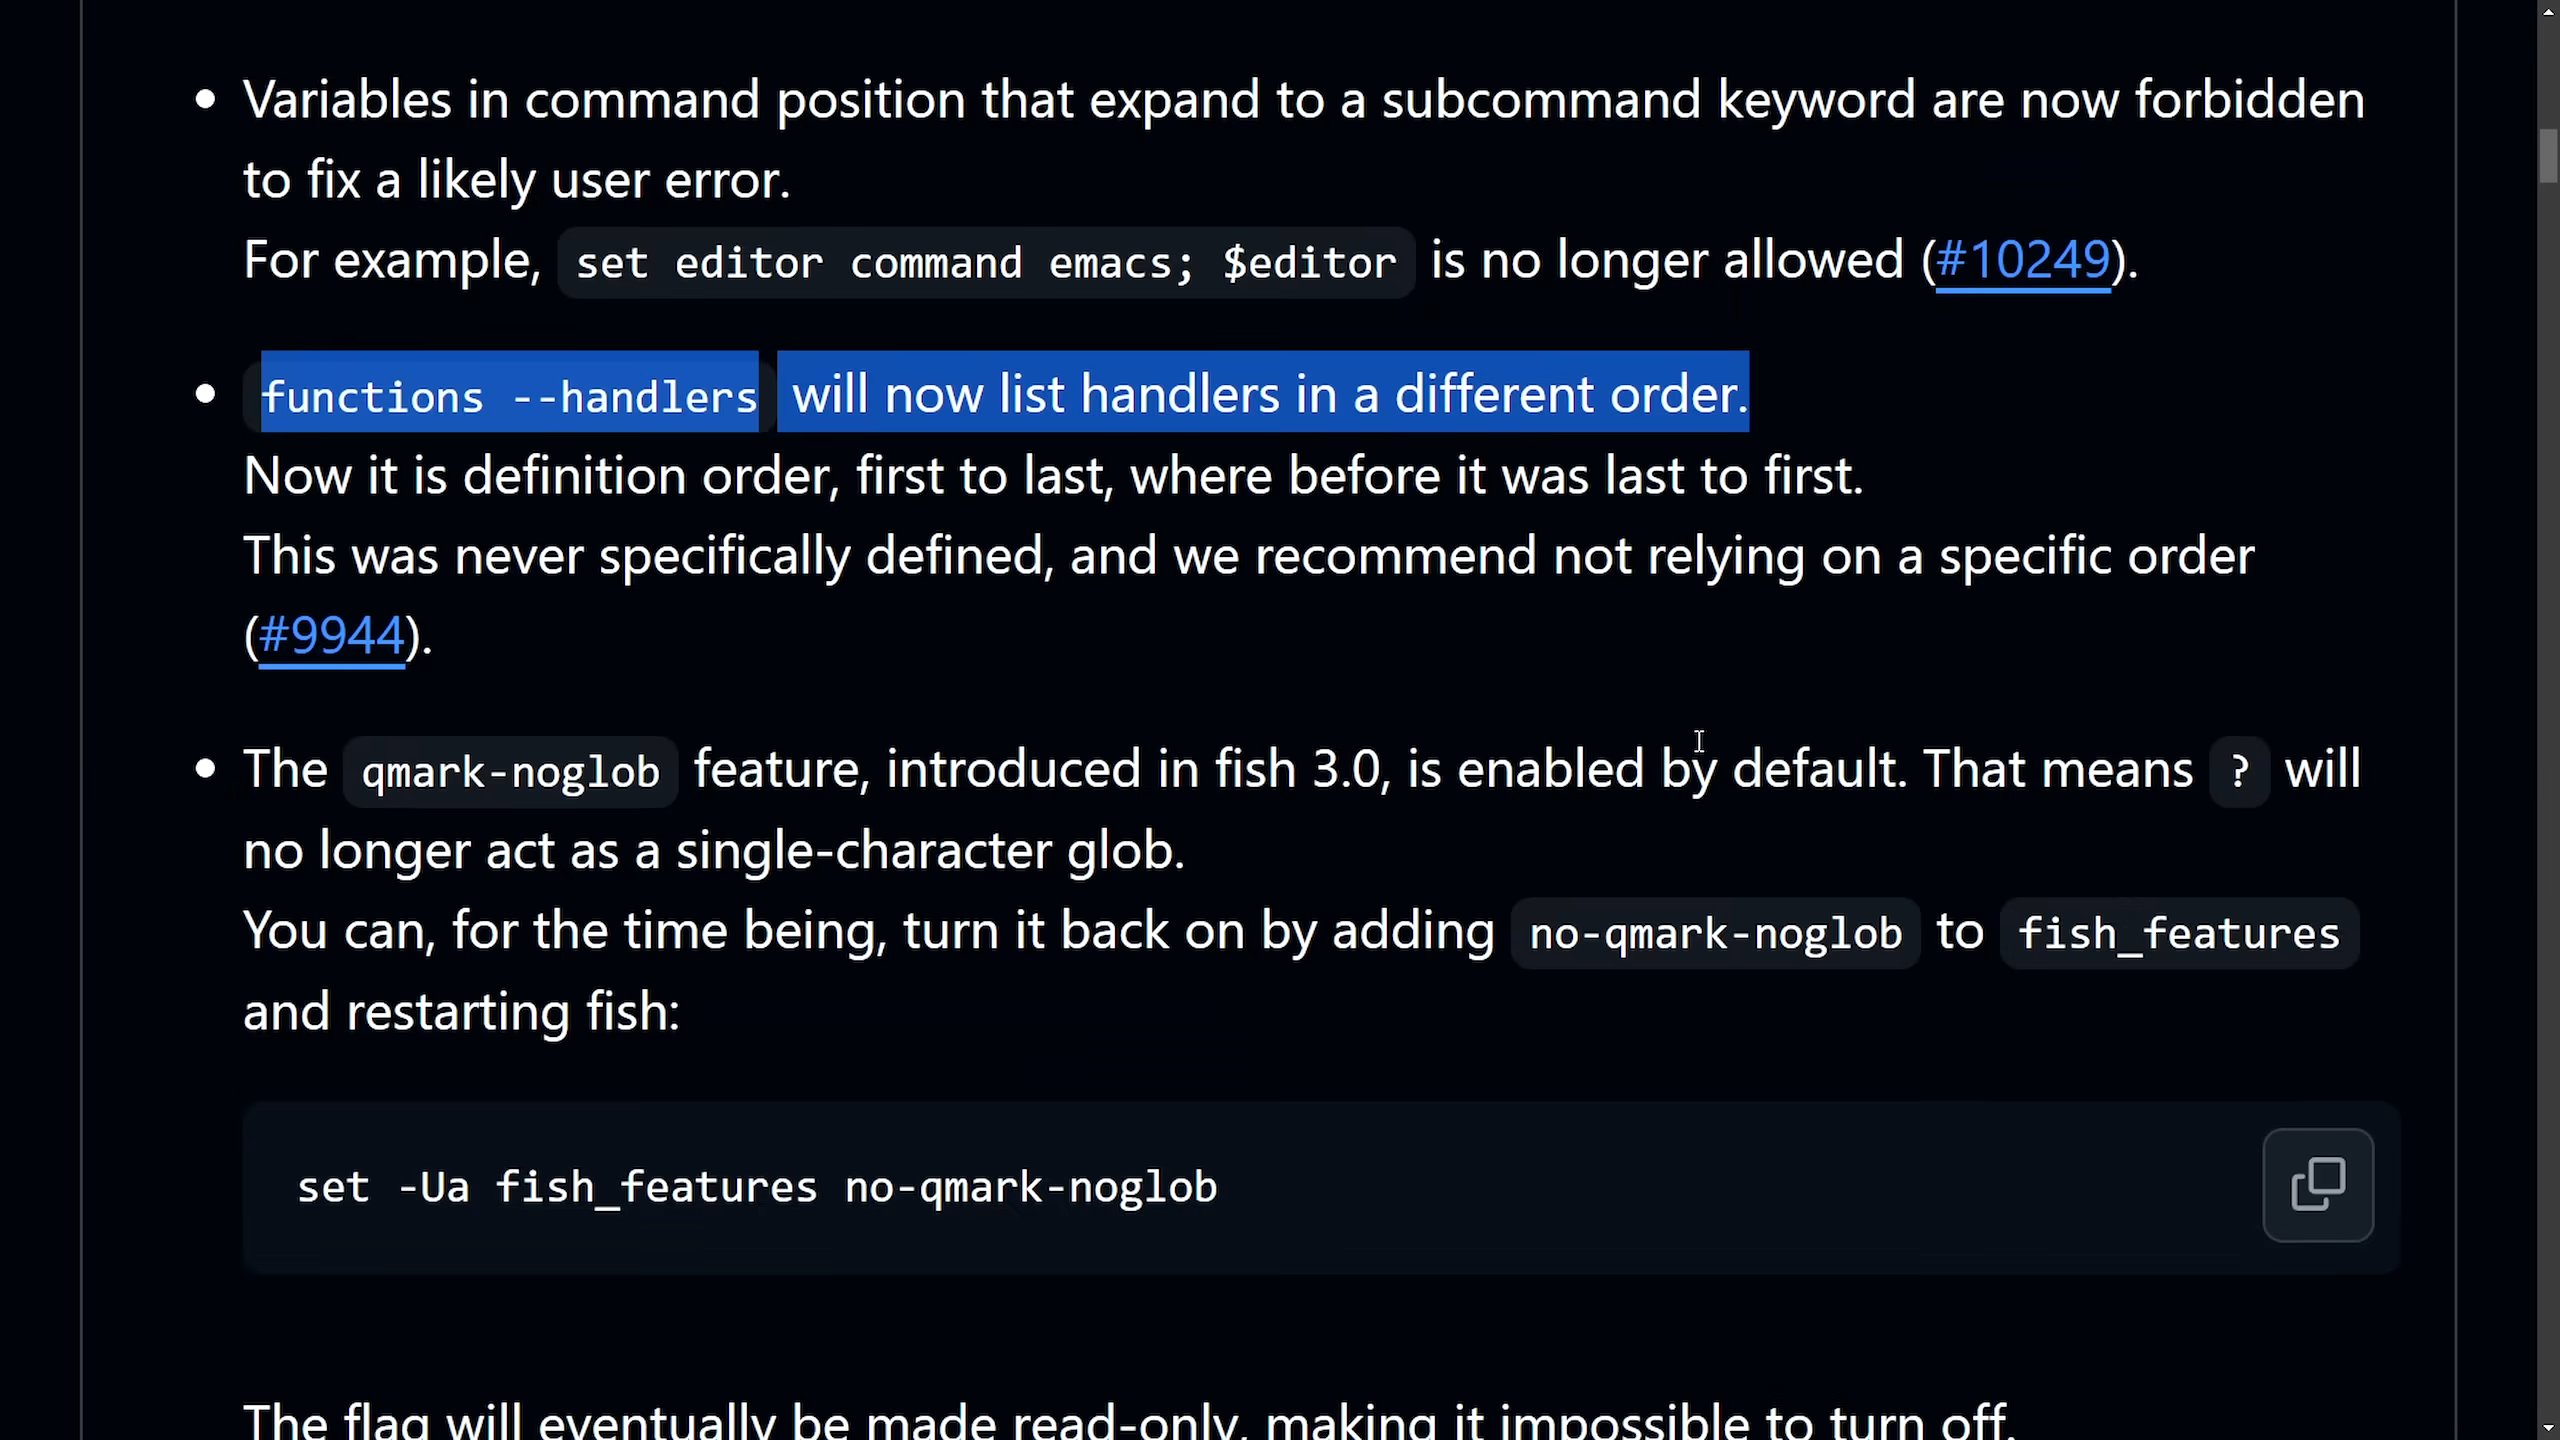 Variables in command position that expand to a subcommand keyword are now forbidden
to fix a likely user error.
For example, set editor command emacs; $editor is no longer allowed (#10249).
functions --handlers will now list handlers in a different order.
Now it is definition order, first to last, where before it was last to first.
This was never specifically defined, and we recommend not relying on a specific order
(#9944).
The qmark-noglob feature, introduced in fish 3.0, is enabled by default. That means ? will
no longer act as a single-character glob.
You can, for the time being, turn it back on by adding no-qmark-noglob to fish_features
and restarting fish:
set -Ua fish_features no-qmark-noglob
The flag will eventually be made read-only, making it impossible to turn off.